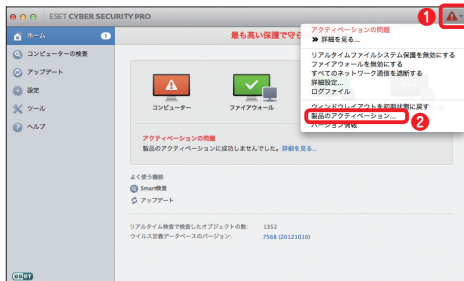 ESET CYBER SECURITY PRO
1
ホーム
1
コンピューターの検査
アップデート
設定
ツール
ヘルプ
最も高い保護で守ら
アクティベーションの問題
≫ 詳細を見る...
リアルタイムファイルシステム保護を無効にする
ファイアウォールを無効する
すべてのネットワーク通信を遮断する
詳細設定...
ログファイル
ウィンドウレイアウトを初期状態に戻す
製品のアクティベーション...
2
バージョン情報
コンピューター
ファイアウォール
アクティベーションの問題
製品のアクティベーションに成功しませんでした。詳細を見る...
よく使う機能
Smart検査
アップデート
リアルタイム検査で検査したオブジェクトの数: 1352
ウイルス定義データベースのバージョン: 7568 (20121010)
eset